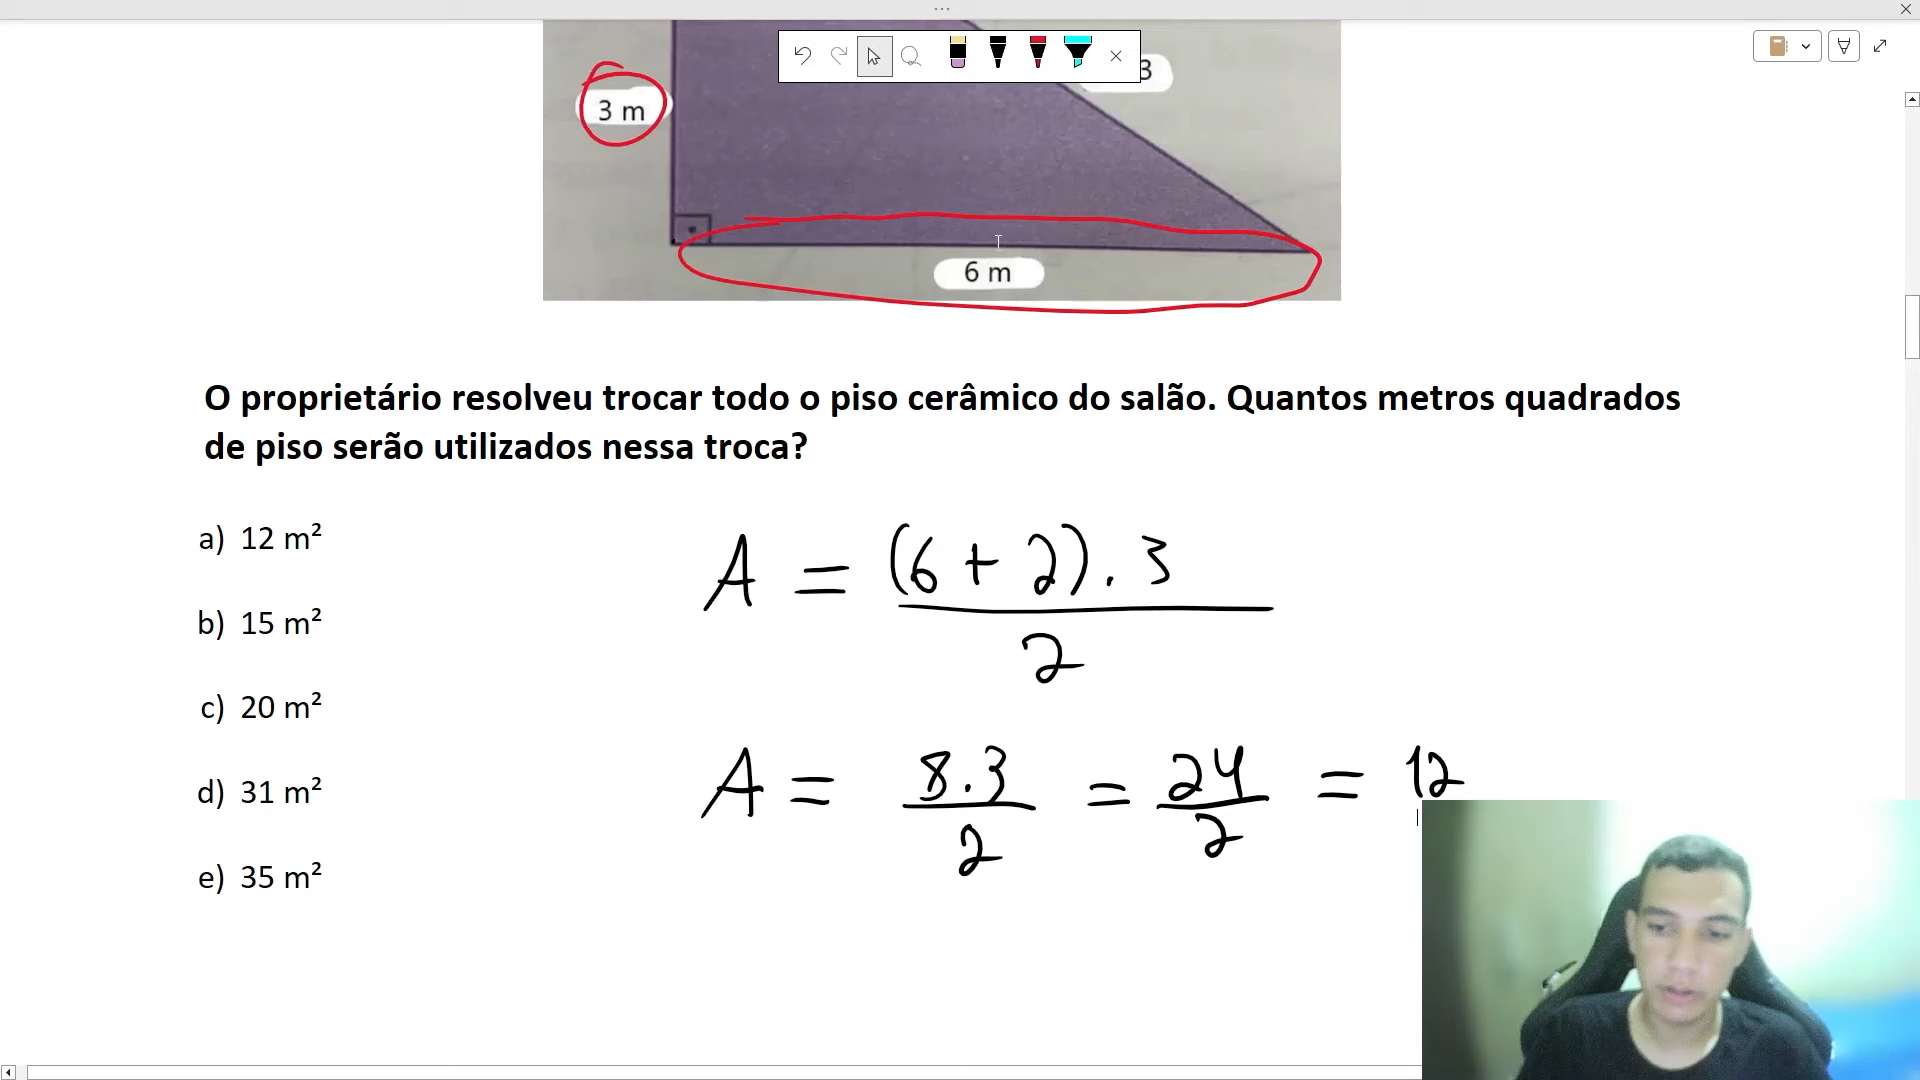 3
3 m
6 m
O proprietário resolveu trocar todo o piso cerâmico do salão. Quantos metros quadrados
de piso serão utilizados nessa troca?
a) 12 m²
b) 15 m²
c) 20 m²
d) 31 m²
e) 35 m²
A = (6 + 2) . 3
2
A = 8.3 = 24 = 12
2 2